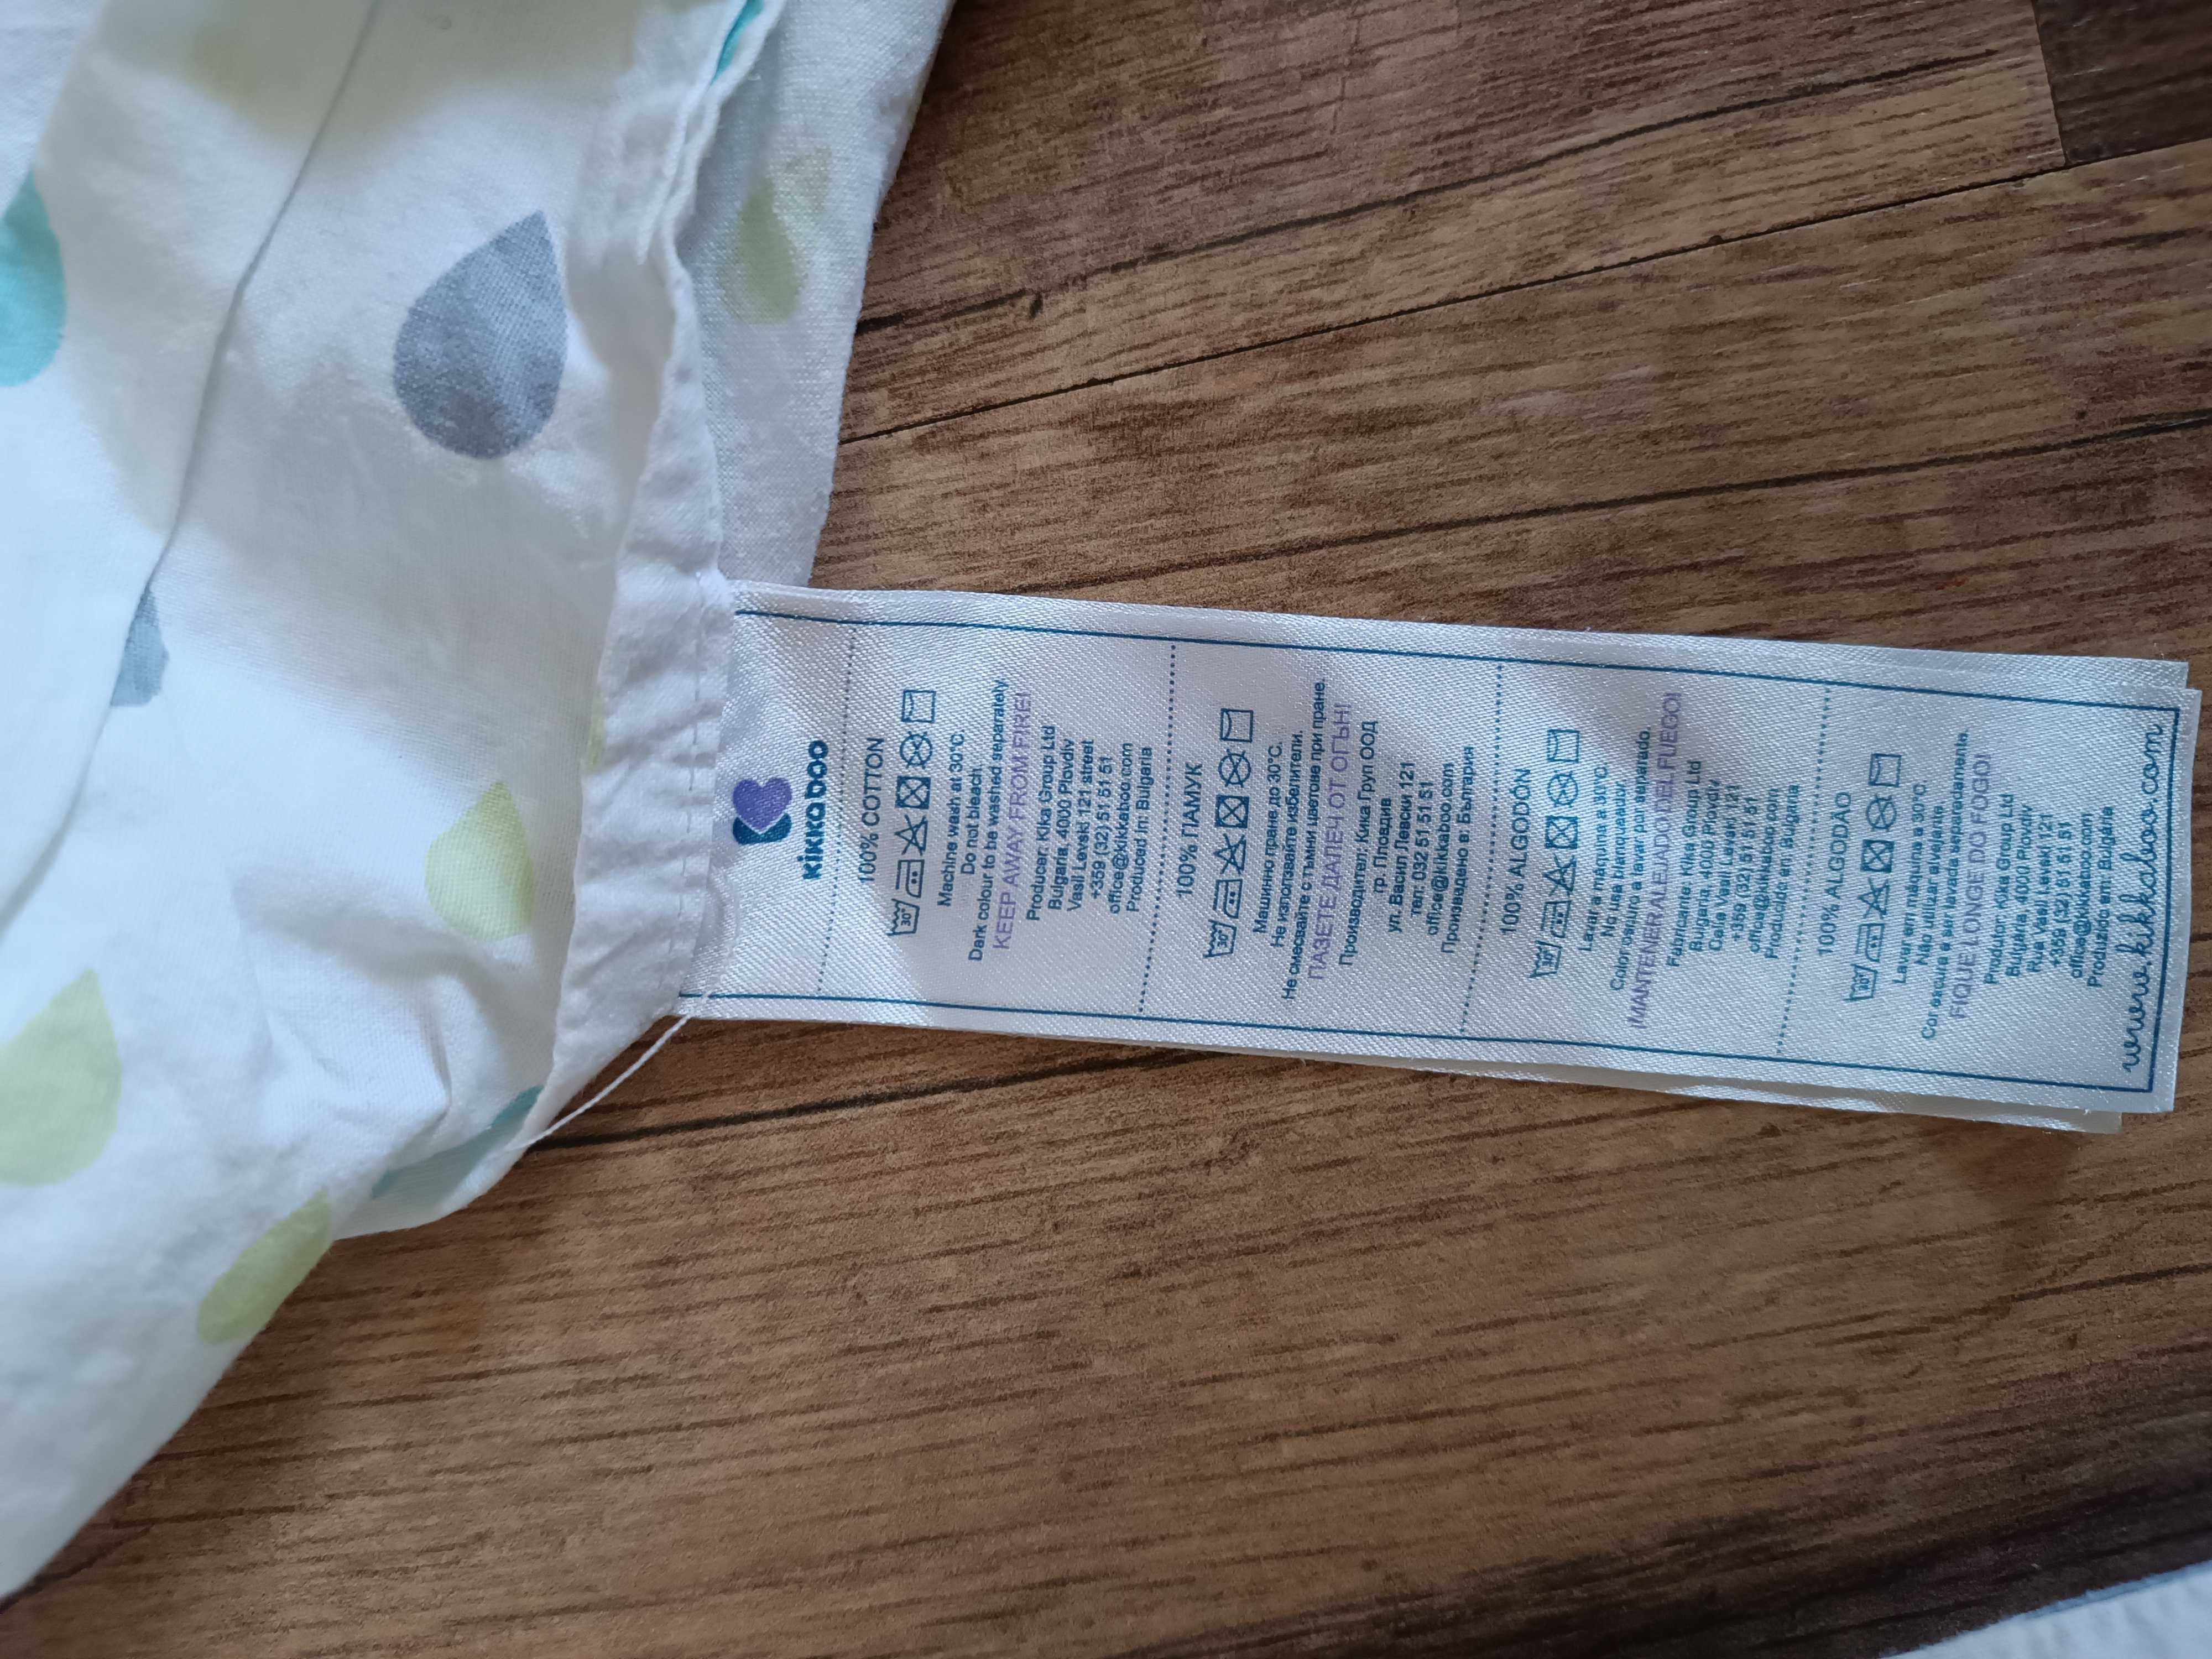 kikkaboo
100% COTTON
30°
Machine wash at 30°C.
Do not bleach.
Dark colour to be washed separately
KEEP AWAY FROM FIRE!
Producer: Kika Group Ltd
Bulgaria, 4000 Plovdiv
Vasil Levski 121 street
+359 (32) 51 51 51
office@kikkaboo.com
Produced in: Bulgaria
100% ПАМУК
30°
Машинно пране до 30°C.
Не използвайте избелители.
Не смесвайте с тъмни цветове при пране.
ПАЗЕТЕ ДАЛЕЧ ОТ ОГЪН!
Производител: Кика Груп ООД
гр. Пловдив
ул. Васил Левски 121
тел: 032 51 51 51
office@kikkaboo.com
Произведено в: България
100% ALGODÓN
30°
Lavar a máquina a 30°C.
No usa blanqueador.
Color oscuro a lavar por separado.
¡MANTENER ALEJADO DEL FUEGO!
Fabricante: Kika Group Ltd
Bulgaria, 4000 Plovdiv
Calle Vasil Levski 121
+359 (32) 51 51 51
office@kikkaboo.com
Producido en: Bulgaria
100% ALGODÃO
30°
Lavar em máquina a 30°C
Não utilizar alvejante
Cor escura a ser lavada separadamente.
FIQUE LONGE DO FOGO!
Produtor: Kika Group Ltd
Bulgária, 4000 Plovdiv
Rua Vasil Levski 121
+359 (32) 51 51 51
office@kikkaboo.com
Produzido em: Bulgária
www.kikkaboo.com